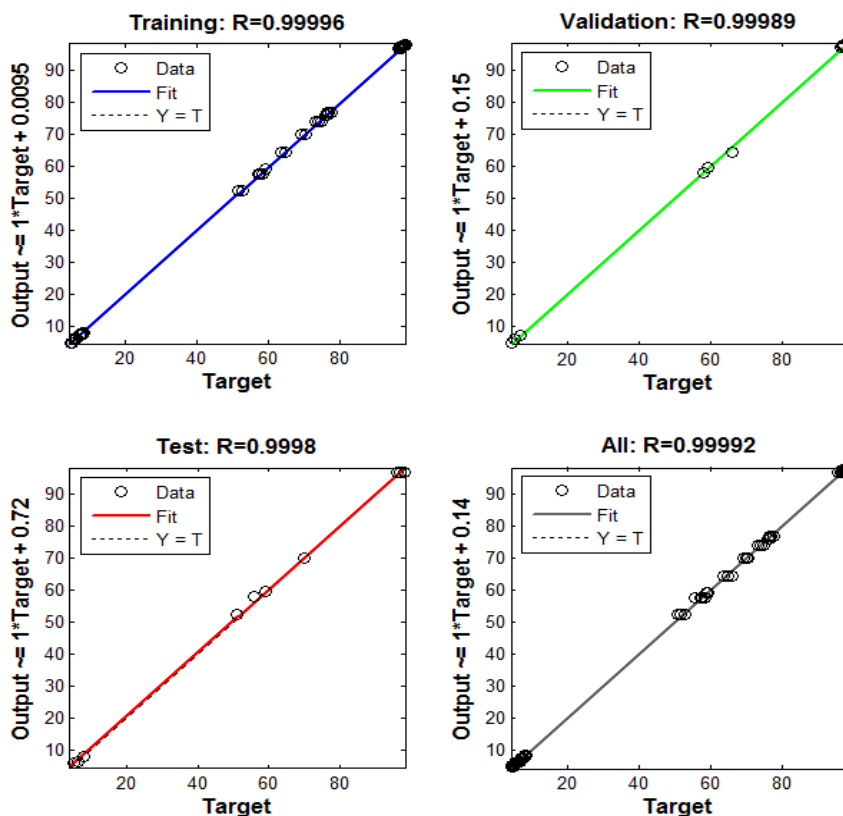 Training: R=0.99996
Output ~= 1*Target + 0.0095
Data
Fit
Y = T
90
80
70
60
50
40
30
20
10
20
40
60
80
Target
Validation: R=0.99989
Output ~= 1*Target + 0.15
Data
Fit
Y = T
90
80
70
60
50
40
30
20
10
20
40
60
80
Target
Test: R=0.9998
Output ~= 1*Target + 0.72
Data
Fit
Y = T
90
80
70
60
50
40
30
20
10
20
40
60
80
Target
All: R=0.99992
Output ~= 1*Target + 0.14
Data
Fit
Y = T
90
80
70
60
50
40
30
20
10
20
40
60
80
Target